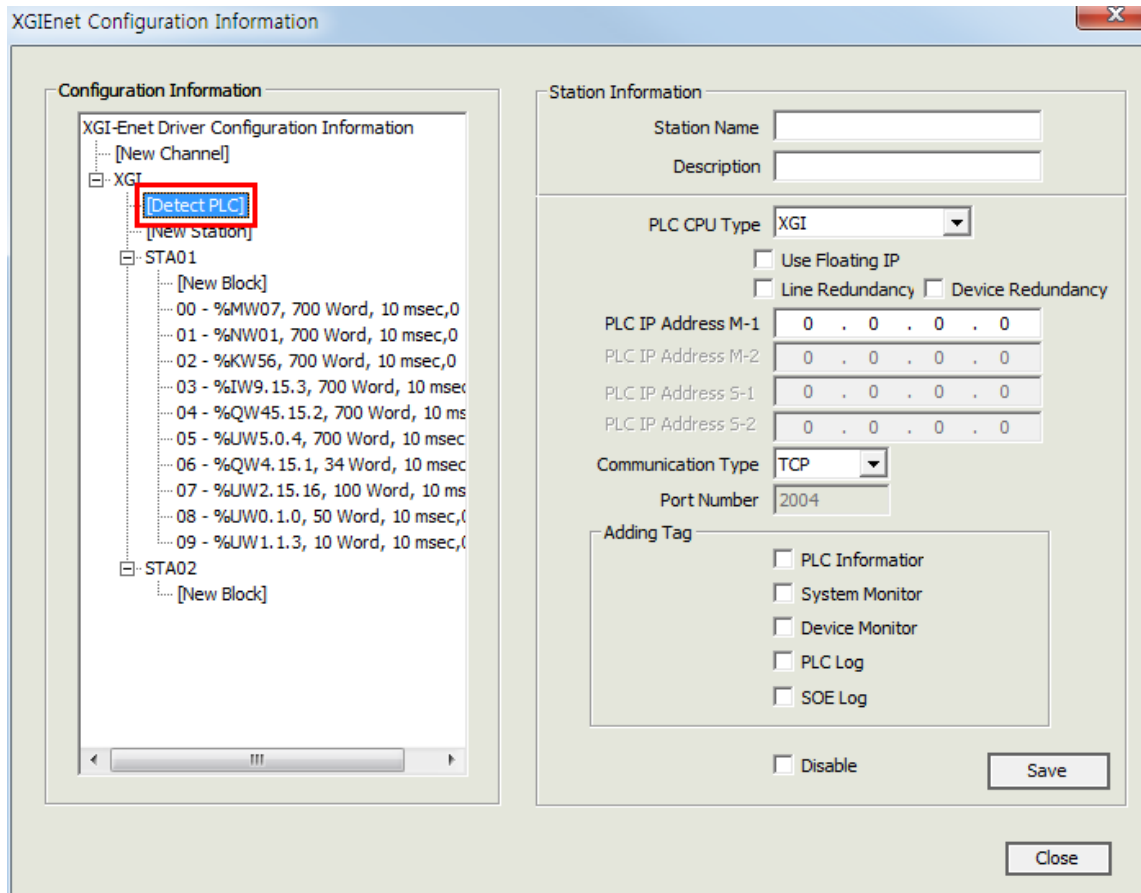 XGIEnet Configuration Information
x
Configuration Information
XGI-Enet Driver Configuration Information
[New Channel]
XGI
[Detect PLC]
[New Station]
STA01
[New Block]
00 - %MW07, 700 Word, 10 msec,0
01 - %NW01, 700 Word, 10 msec,0
02 - %KW56, 700 Word, 10 msec,0
03 - %IW9.15.3, 700 Word, 10 msec
04 - %QW45.15.2, 700 Word, 10 ms
05 - %UW5.0.4, 700 Word, 10 msec
06 - %QW4.15.1, 34 Word, 10 msec
07 - %UW2.15.16, 100 Word, 10 ms
08 - %UW0.1.0, 50 Word, 10 msec,(
09 - %UW1.1.3, 10 Word, 10 msec,(
STA02
[New Block]
Station Information
Station Name
Description
PLC CPU Type XGI
Use Floating IP
Line Redundancy Device Redundancy
PLC IP Address M-1 0 . 0 . 0 . 0
PLC IP Address M-2 0 . 0 . 0 . 0
PLC IP Address S-1 0 . 0 . 0 . 0
PLC IP Address S-2 0 . 0 . 0 . 0
Communication Type TCP
Port Number 2004
Adding Tag
PLC Informatior
System Monitor
Device Monitor
PLC Log
SOE Log
Disable
Save
Close